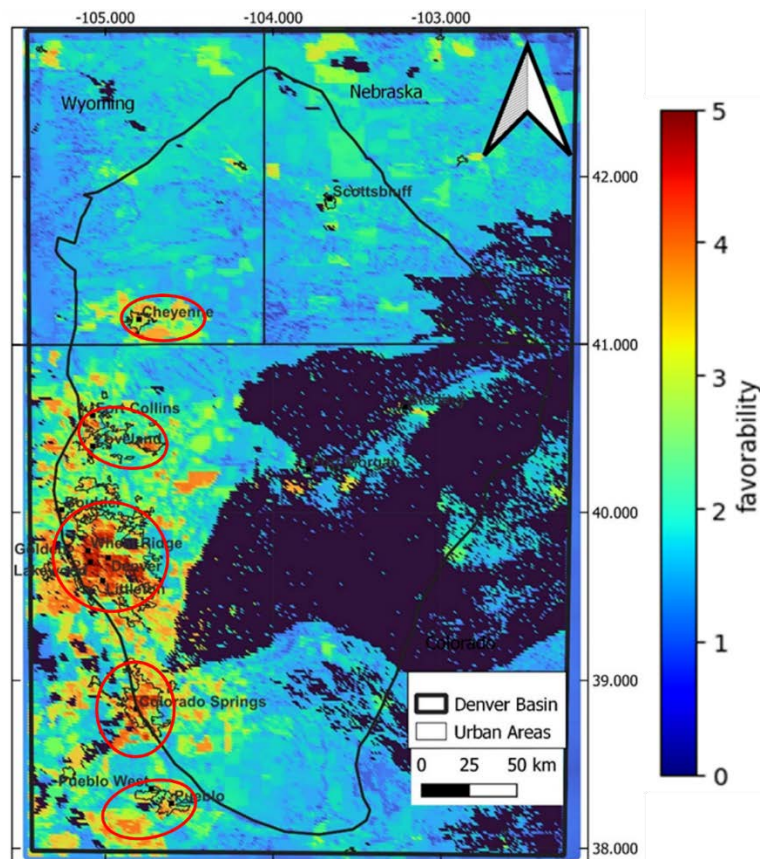 -105.000 -104.000 -103.000
Wyoming
Nebraska
42.000
Scottsbruff
Cheyenne
41.000
Fort Collins
Loveland
Boulder
40.000
Golden
Wheat Ridge
Lakewood
Denver
Littleton
Colorado
39.000
Colorado Springs
Denver Basin
Urban Areas
0 25 50 km
Pueblo West
Pueblo
38.000
5
4
3
2
1
0
favorability